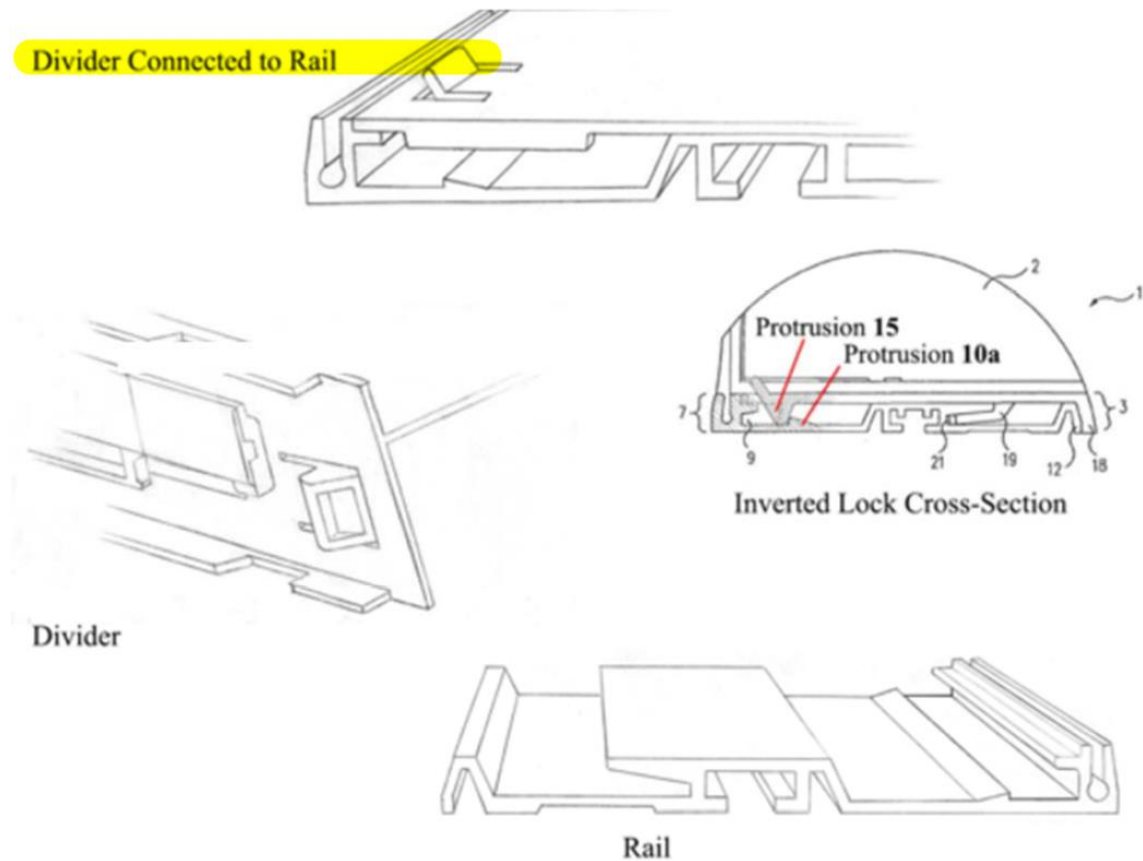 Divider Connected to Rail
2
1
Protrusion 15
Protrusion 10a
7
3
9
21
19
12
18
Inverted Lock Cross-Section
Divider
Rail